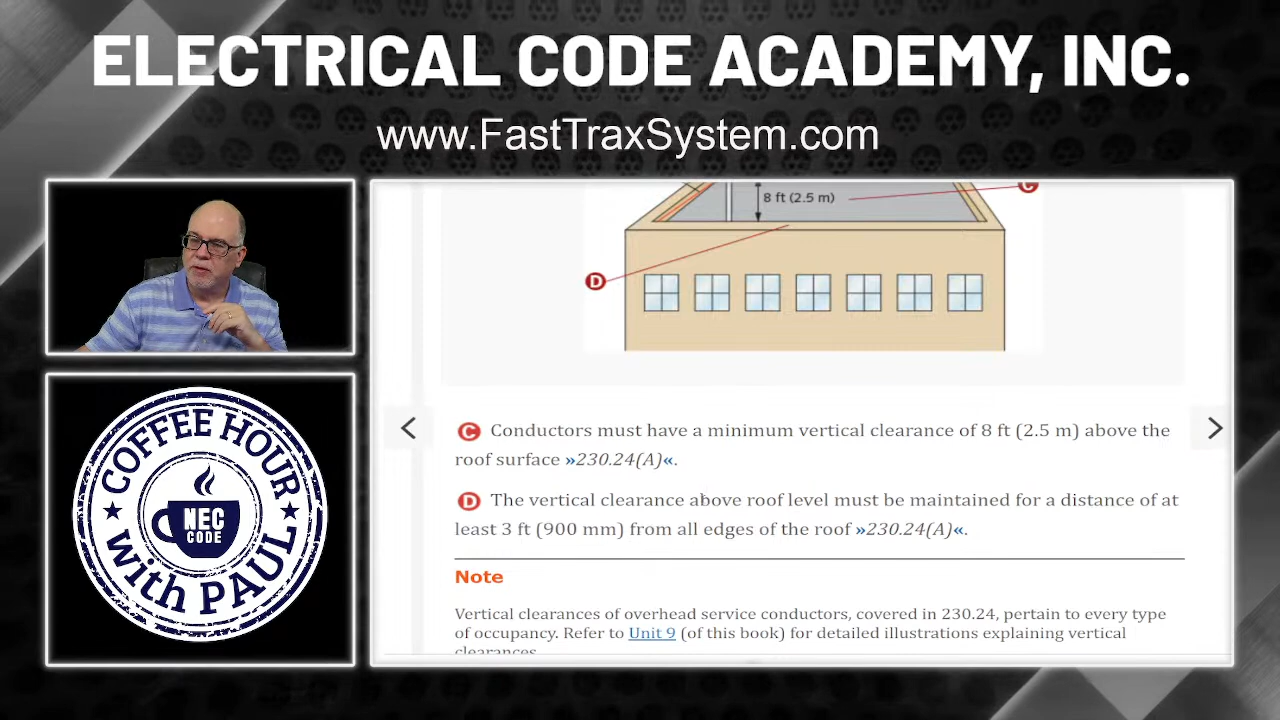 ELECTRICAL CODE ACADEMY, INC.
www.FastTraxSystem.com
8 ft (2.5 m)
C
D
COFFEE HOUR
NEC
CODE
with PAUL
C Conductors must have a minimum vertical clearance of 8 ft (2.5 m) above the
roof surface »230.24(A)«.
D The vertical clearance above roof level must be maintained for a distance of at
least 3 ft (900 mm) from all edges of the roof »230.24(A)«.
Note
Vertical clearances of overhead service conductors, covered in 230.24, pertain to every type
of occupancy. Refer to Unit 9 (of this book) for detailed illustrations explaining vertical
clearances